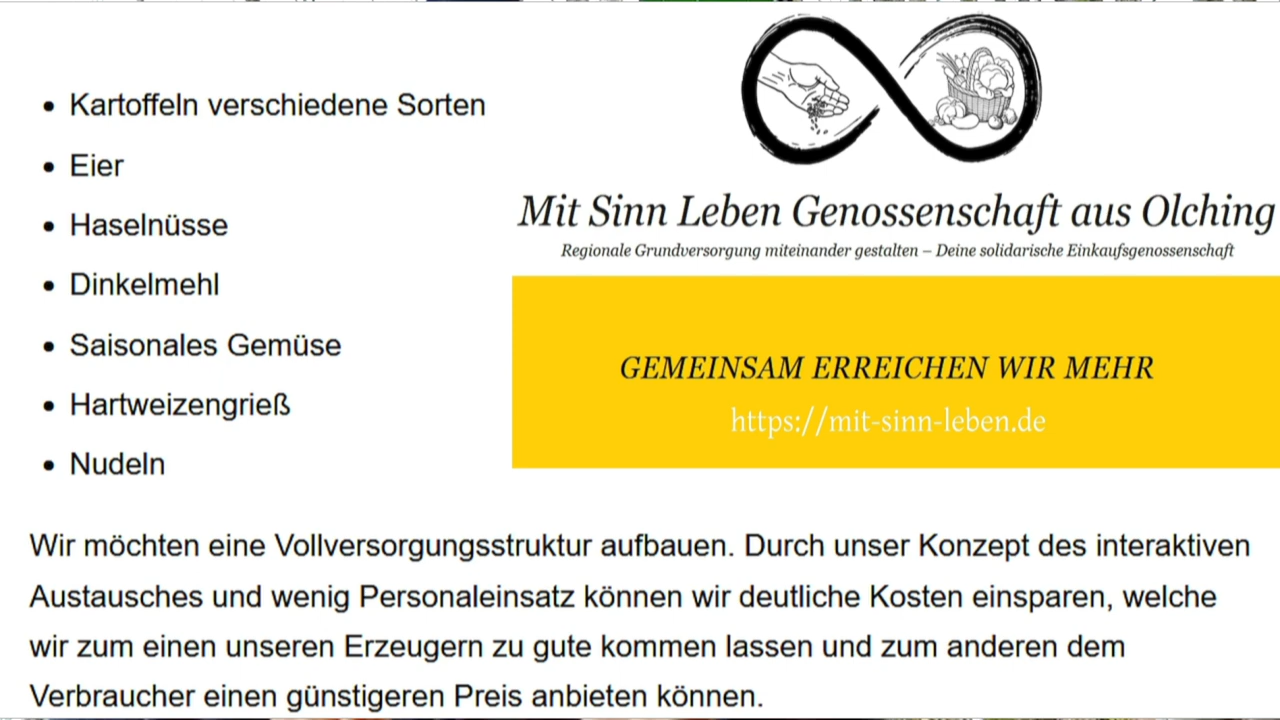 Kartoffeln verschiedene Sorten
Eier
Haselnüsse
Dinkelmehl
Saisonales Gemüse
Hartweizengrieß
Nudeln
Mit Sinn Leben Genossenschaft aus Olching
Regionale Grundversorgung miteinander gestalten – Deine solidarische Einkaufsgenossenschaft
GEMEINSAM ERREICHEN WIR MEHR
https://mit-sinn-leben.de
Wir möchten eine Vollversorgungsstruktur aufbauen. Durch unser Konzept des interaktiven
Austausches und wenig Personaleinsatz können wir deutliche Kosten einsparen, welche
wir zum einen unseren Erzeugern zu gute kommen lassen und zum anderen dem
Verbraucher einen günstigeren Preis anbieten können.